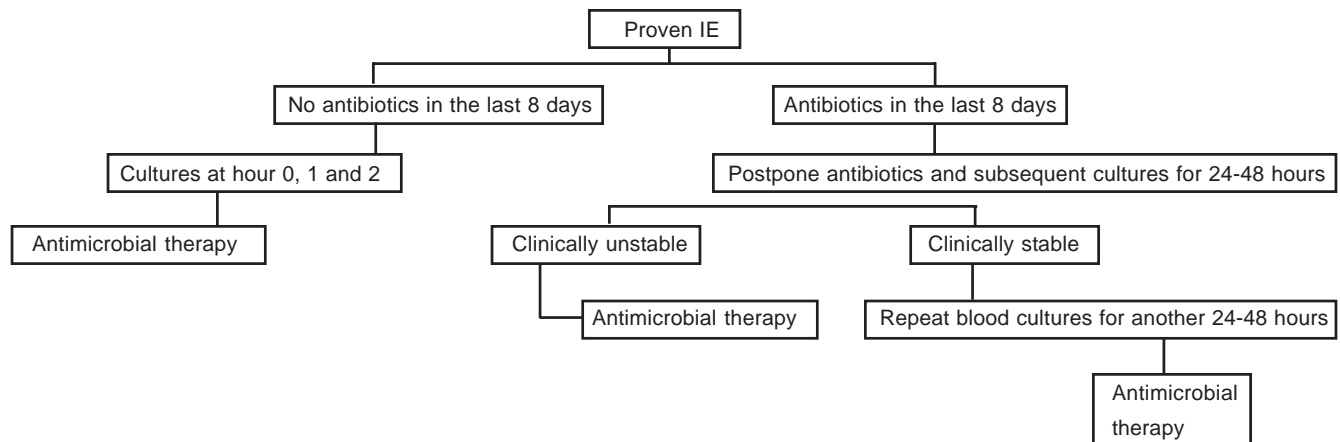 Proven IE
No antibiotics in the last 8 days
Antibiotics in the last 8 days
Cultures at hour 0, 1 and 2
Postpone antibiotics and subsequent cultures for 24-48 hours
Antimicrobial therapy
Clinically unstable
Clinically stable
Antimicrobial therapy
Repeat blood cultures for another 24-48 hours
Antimicrobial
therapy